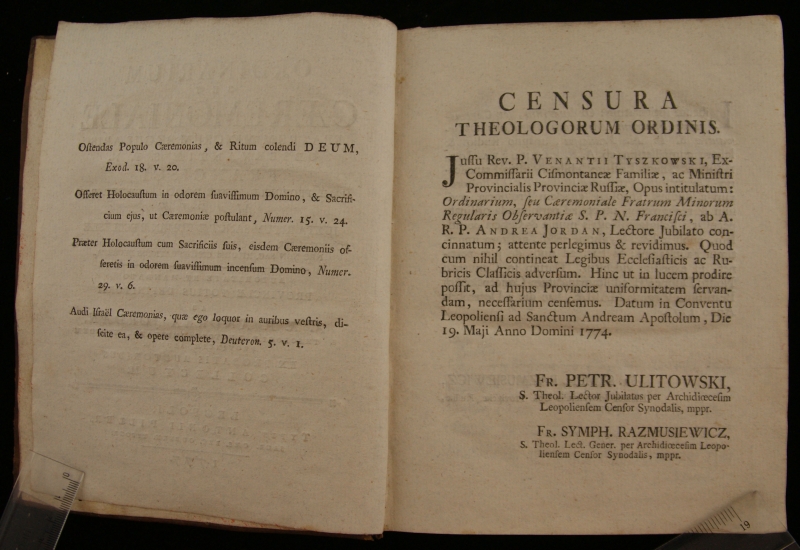 Ostendas Populo Cæremonias, & Ritum colendi DEUM,
Exod. 18. v. 20.
Offeret Holocaustum in odorem suavissimum Domino, & Sacrifi-
cium ejus, ut Cæremoniæ postulant, Numer. 15. v. 24.
Præter Holocaustum cum Sacrificiis suis, eisdem Cæremoniis of-
feretis in odorem suavissimum incensum Domino, Numer.
29. v. 6.
Audi Israël Cæremonias, quæ ego loquor in auribus vestris, di-
scite ea, & opere complete, Deuteron. 5. v. 1.
CENSURA
THEOLOGORUM ORDINIS.
Jussu Rev. P. VENANTII TYSZKOWSKI, Ex-
Commissarii Cismontaneæ Familiæ, ac Ministri
Provincialis Provinciæ Russiæ, Opus intitulatum:
Ordinarium, seu Cæremoniale Fratrum Minorum
Regularis Observantiæ S. P. N. Francisci, ab A.
R. P. ANDREA JORDAN, Lectore Jubilato con-
cinnatum; attente perlegimus & revidimus. Quod
cum nihil contineat Legibus Ecclesiasticis ac Ru-
bricis Classicis adversum. Hinc ut in lucem prodire
possit, ad hujus Provinciæ uniformitatem servan-
dam, necessarium censemus. Datum in Conventu
Leopoliensi ad Sanctum Andream Apostolum, Die
19. Maji Anno Domini 1774.
FR. PETR. ULITOWSKI,
S. Theol. Lector Jubilatus per Archidiœcesim
Leopoliensem Censor Synodalis, mppr.
FR. SYMPH. RAZMUSIEWICZ,
S. Theol. Lect. Gener. per Archidiœcesim Leopo-
liensem Censor Synodalis, mppr.
19